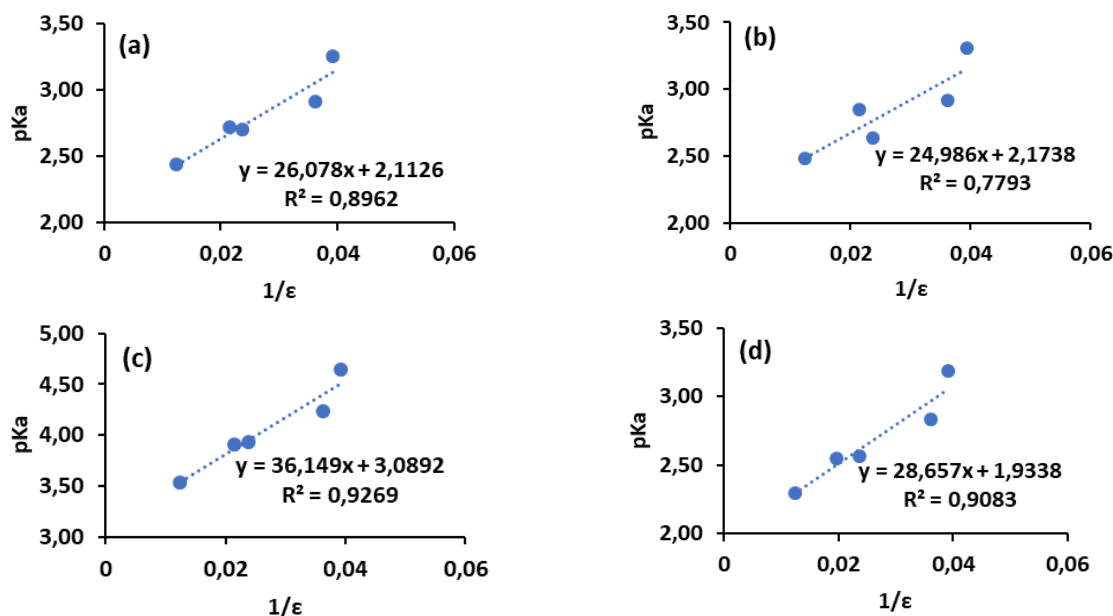 (a)
3,50
3,00
2,50
2,00
pKa
y = 26,078x + 2,1126
R² = 0,8962
0 0,02 0,04 0,06
1/ε
(b)
3,50
3,00
2,50
2,00
pKa
y = 24,986x + 2,1738
R² = 0,7793
0 0,02 0,04 0,06
1/ε
(c)
5,00
4,50
4,00
3,50
3,00
pKa
y = 36,149x + 3,0892
R² = 0,9269
0 0,02 0,04 0,06
1/ε
(d)
3,50
3,00
2,50
2,00
pKa
y = 28,657x + 1,9338
R² = 0,9083
0 0,02 0,04 0,06
1/ε